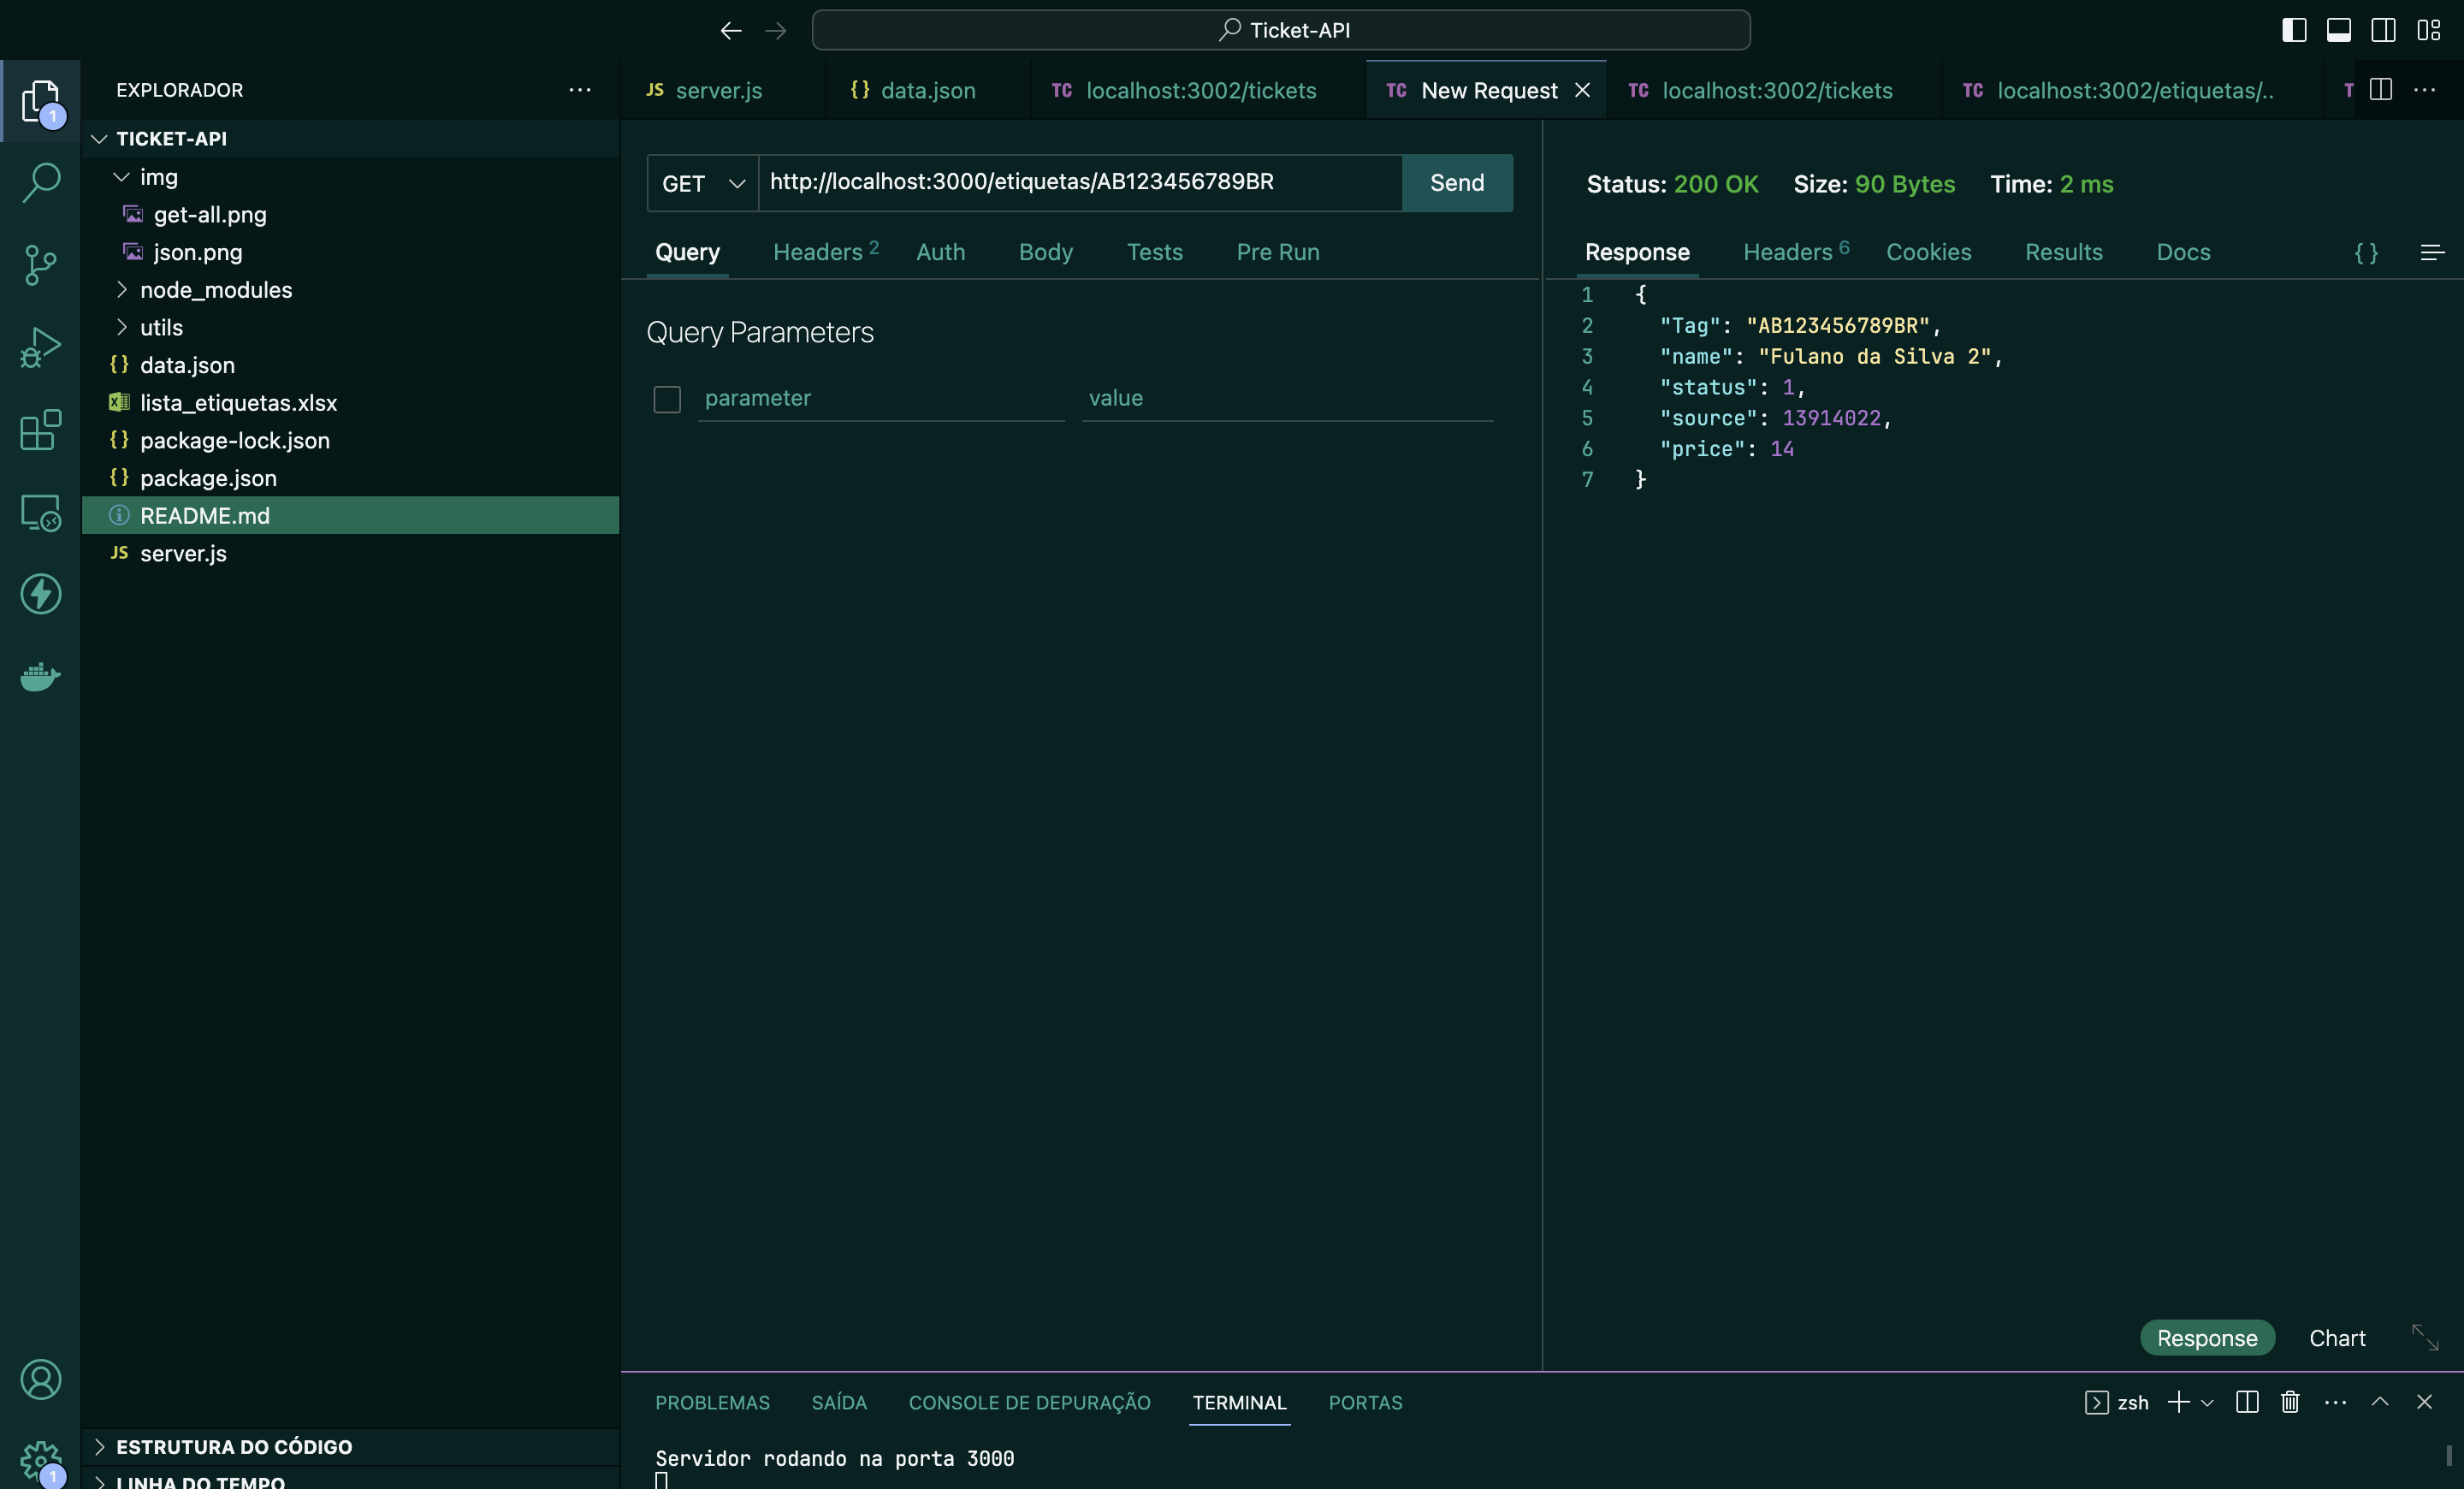 Ticket-API
EXPLORADOR
TICKET-API
img
get-all.png
json.png
node_modules
utils
{} data.json
lista_etiquetas.xlsx
{} package-lock.json
{} package.json
README.md
JS server.js
ESTRUTURA DO CÓDIGO
LINHA DO TEMPO
1
1
JS server.js
{} data.json
TC localhost:3002/tickets
TC New Request
TC localhost:3002/tickets
TC localhost:3002/etiquetas/..
T
GET http://localhost:3000/etiquetas/AB123456789BR Send
Query Headers 2 Auth Body Tests Pre Run
Query Parameters
parameter value
Status: 200 OK Size: 90 Bytes Time: 2 ms
Response Headers 6 Cookies Results Docs {}
1 {
2 "Tag": "AB123456789BR",
3 "name": "Fulano da Silva 2",
4 "status": 1,
5 "source": 13914022,
6 "price": 14
7 }
Response Chart
PROBLEMAS SAÍDA CONSOLE DE DEPURAÇÃO TERMINAL PORTAS
zsh
Servidor rodando na porta 3000